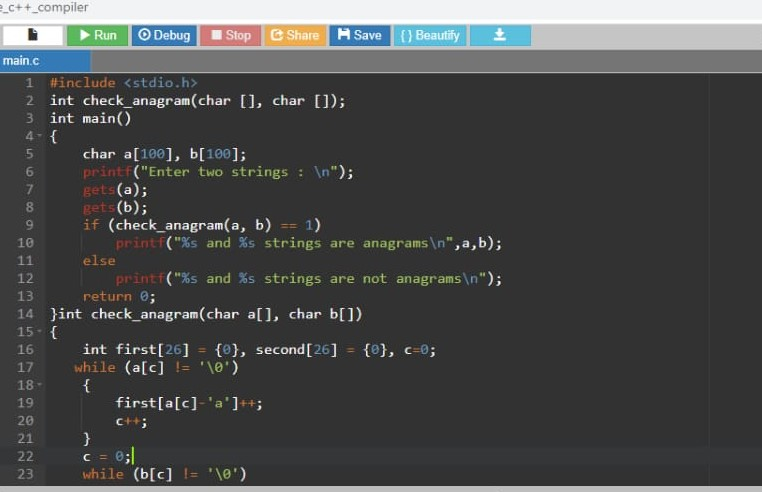 e_c++_compiler
Run Debug Stop Share Save { } Beautify
main.c
1 #include <stdio.h>
2 int check_anagram(char [], char []);
3 int main()
4 {
5 char a[100], b[100];
6 printf("Enter two strings : \n");
7 gets(a);
8 gets(b);
9 if (check_anagram(a, b) == 1)
10 printf("%s and %s strings are anagrams\n",a,b);
11 else
12 printf("%s and %s strings are not anagrams\n");
13 return 0;
14 }int check_anagram(char a[], char b[])
15 {
16 int first[26] = {0}, second[26] = {0}, c=0;
17 while (a[c] != '\0')
18 {
19 first[a[c]-'a']++;
20 c++;
21 }
22 c = 0;
23 while (b[c] != '\0')